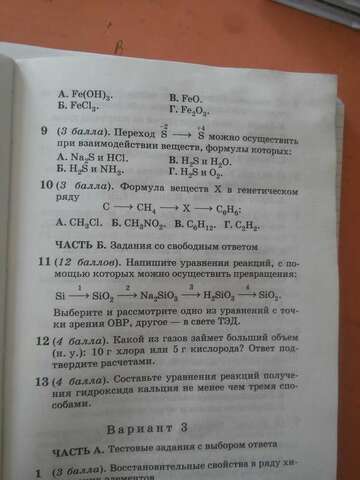 А. Fe(OH)₃. В. FeO.
Б. FeCl₃. Г. Fe₂O₃.
9 (3 балла). Переход S⁻² ⟶ S⁺⁴ можно осуществить
при взаимодействии веществ, формулы которых:
А. Na₂S и HCl. В. H₂S и H₂O.
Б. H₂S и NH₃. Г. H₂S и O₂.
10 (3 балла). Формула веществ X в генетическом
ряду
C ⟶ CH₄ ⟶ X ⟶ C₆H₆:
А. CH₃Cl. Б. CH₃NO₂. В. C₆H₁₂. Г. C₂H₂.
ЧАСТЬ Б. Задания со свободным ответом
11 (12 баллов). Напишите уравнения реакций, с по-
мощью которых можно осуществить превращения:
Si ⟶¹ SiO₂ ⟶² Na₂SiO₃ ⟶³ H₂SiO₃ ⟶⁴ SiO₂.
Выберите и рассмотрите одно из уравнений с точ-
ки зрения ОВР, другое — в свете ТЭД.
12 (4 балла). Какой из газов займет больший объем
(н. у.): 10 г хлора или 5 г кислорода? Ответ под-
твердите расчетами.
13 (4 балла). Составьте уравнения реакций получе-
ния гидроксида кальция не менее чем тремя спо-
собами.
Вариант 3
ЧАСТЬ А. Тестовые задания с выбором ответа
1 (3 балла). Восстановительные свойства в ряду хи-
элементов